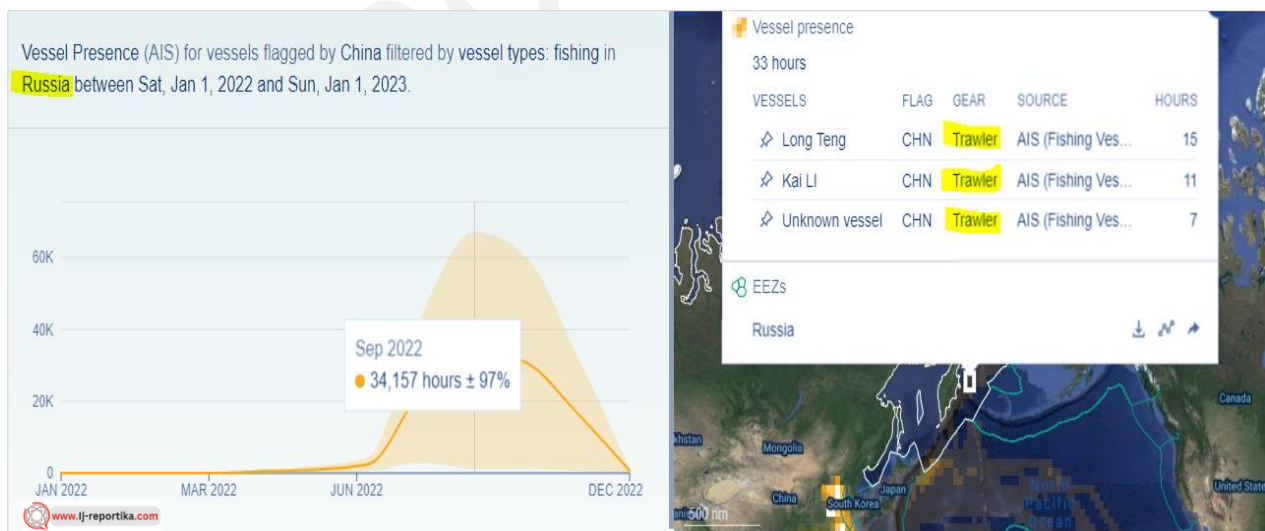 Vessel Presence (AIS) for vessels flagged by China filtered by vessel types: fishing in
Russia between Sat, Jan 1, 2022 and Sun, Jan 1, 2023.
60K
40K
20K
0
Sep 2022
34,157 hours ± 97%
JAN 2022 MAR 2022 JUN 2022 DEC 2022
www.lj-reportika.com
Vessel presence
33 hours
VESSELS FLAG GEAR SOURCE HOURS
Long Teng CHN Trawler AIS (Fishing Ves... 15
Kai LI CHN Trawler AIS (Fishing Ves... 11
Unknown vessel CHN Trawler AIS (Fishing Ves... 7
EEZs
Russia
Canada
Mongolia
China
South Korea
Japan
North
Pacific
United State
500 nm